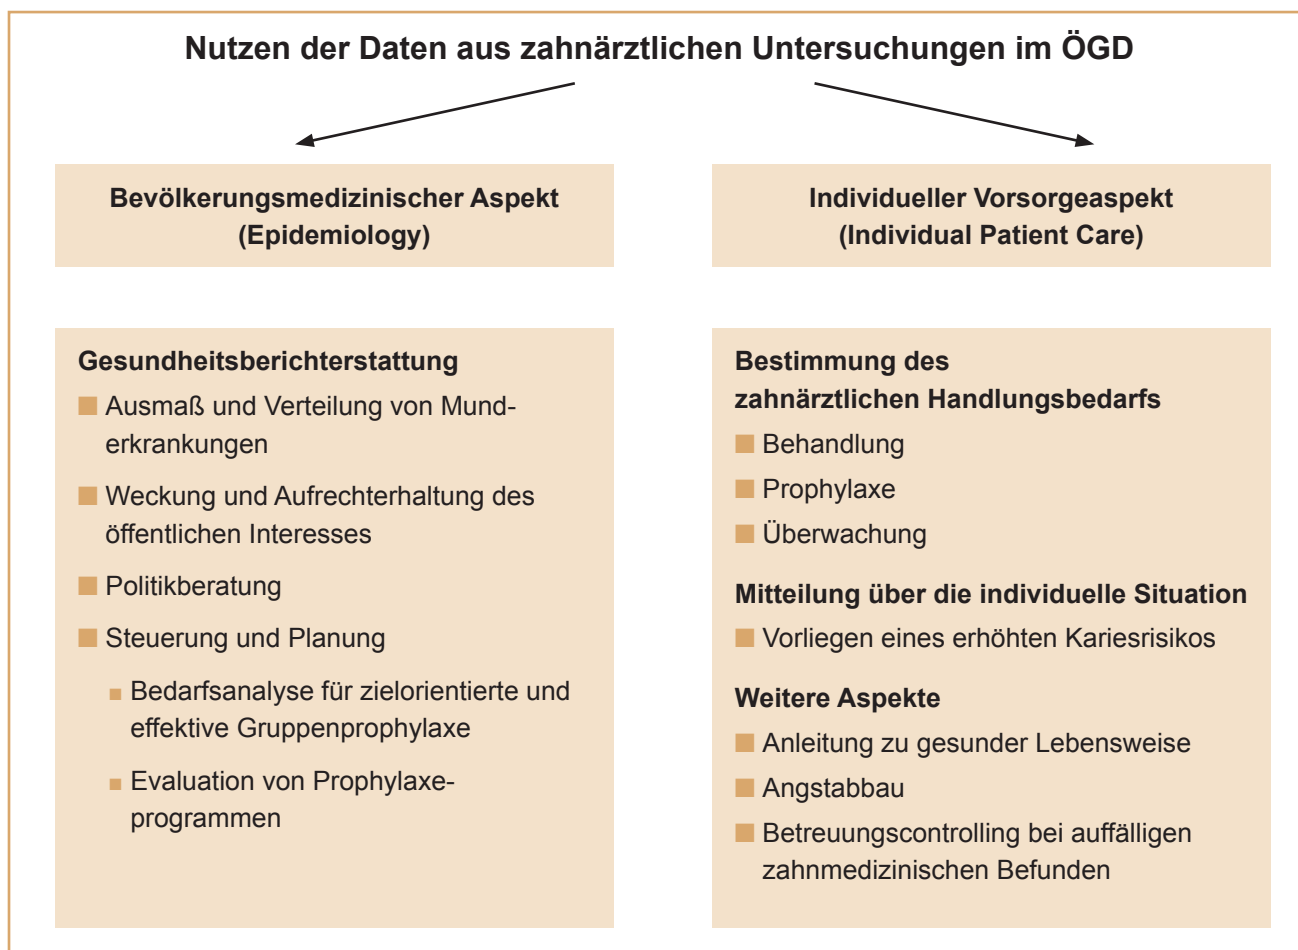 Nutzen der Daten aus zahnärztlichen Untersuchungen im ÖGD
Bevölkerungsmedizinischer Aspekt
(Epidemiology)
Gesundheitsberichterstattung
Ausmaß und Verteilung von Mund-
erkrankungen
Weckung und Aufrechterhaltung des
öffentlichen Interesses
Politikberatung
Steuerung und Planung
Bedarfsanalyse für zielorientierte und
effektive Gruppenprophylaxe
Evaluation von Prophylaxe-
programmen
Individueller Vorsorgeaspekt
(Individual Patient Care)
Bestimmung des
zahnärztlichen Handlungsbedarfs
Behandlung
Prophylaxe
Überwachung
Mitteilung über die individuelle Situation
Vorliegen eines erhöhten Kariesrisikos
Weitere Aspekte
Anleitung zu gesunder Lebensweise
Angstabbau
Betreuungscontrolling bei auffälligen
zahnmedizinischen Befunden